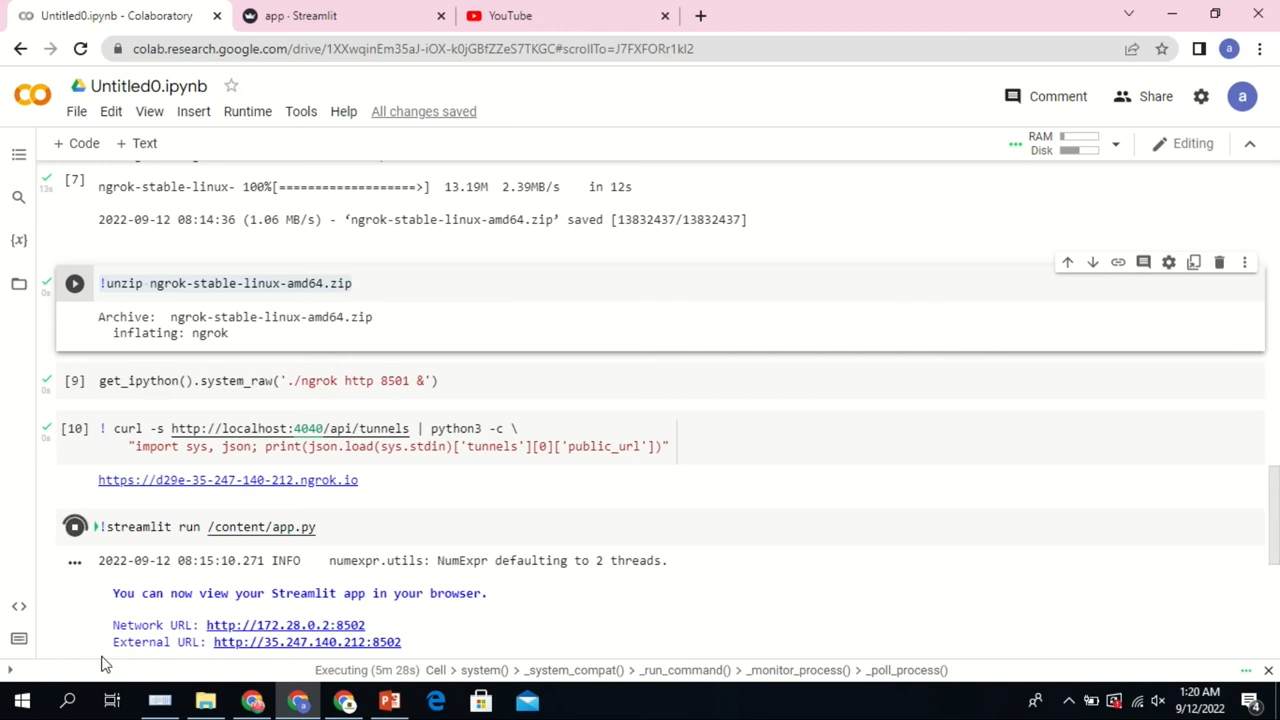 Untitled0.ipynb - Colaboratory
app · Streamlit
YouTube
colab.research.google.com/drive/1XXwqinEm35aJ-iOX-k0jGBfZZeS7TKGC#scrollTo=J7FXFORr1kI2
a
Untitled0.ipynb
Comment
Share
a
File Edit View Insert Runtime Tools Help All changes saved
+ Code + Text
RAM
Disk
Editing
13s
[7]
ngrok-stable-linux- 100%[===================>] 13.19M 2.39MB/s in 12s
2022-09-12 08:14:36 (1.06 MB/s) - ‘ngrok-stable-linux-amd64.zip’ saved [13832437/13832437]
{x}
0s
!unzip ngrok-stable-linux-amd64.zip
Archive: ngrok-stable-linux-amd64.zip
inflating: ngrok
0s
[9] get_ipython().system_raw('./ngrok http 8501 &')
0s
[10] ! curl -s http://localhost:4040/api/tunnels | python3 -c \
"import sys, json; print(json.load(sys.stdin)['tunnels'][0]['public_url'])"
https://d29e-35-247-140-212.ngrok.io
!streamlit run /content/app.py
2022-09-12 08:15:10.271 INFO numexpr.utils: NumExpr defaulting to 2 threads.
You can now view your Streamlit app in your browser.
Network URL: http://172.28.0.2:8502
External URL: http://35.247.140.212:8502
Executing (5m 28s) Cell > system() > _system_compat() > _run_command() > _monitor_process() > _poll_process()
1:20 AM
9/12/2022
4